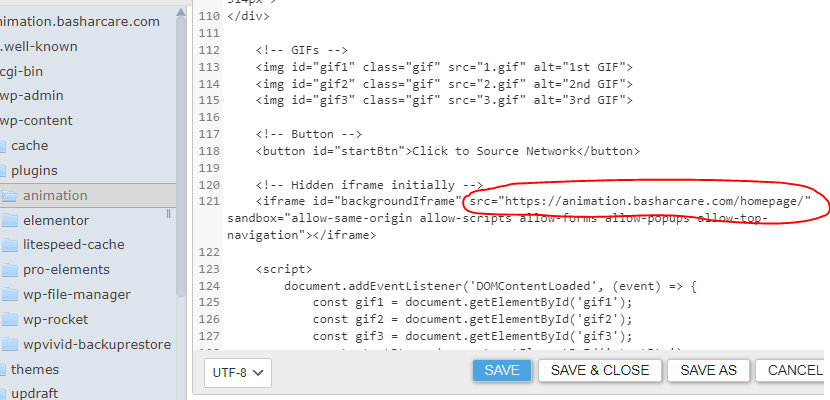 animation.basharcare.com
.well-known
cgi-bin
wp-admin
wp-content
cache
plugins
animation
elementor
litespeed-cache
pro-elements
wp-file-manager
wp-rocket
wpvivid-backuprestore
themes
updraft
110 </div>
111
112 <!-- GIFs -->
113 <img id="gif1" class="gif" src="1.gif" alt="1st GIF">
114 <img id="gif2" class="gif" src="2.gif" alt="2nd GIF">
115 <img id="gif3" class="gif" src="3.gif" alt="3rd GIF">
116
117 <!-- Button -->
118 <button id="startBtn">Click to Source Network</button>
119
120 <!-- Hidden iframe initially -->
121 <iframe id="backgroundIframe" src="https://animation.basharcare.com/homepage/"
sandbox="allow-same-origin allow-scripts allow-forms allow-popups allow-top-
navigation"></iframe>
122
123 <script>
124 document.addEventListener('DOMContentLoaded', (event) => {
125 const gif1 = document.getElementById('gif1');
126 const gif2 = document.getElementById('gif2');
127 const gif3 = document.getElementById('gif3');
UTF-8
SAVE
SAVE & CLOSE
SAVE AS
CANCEL